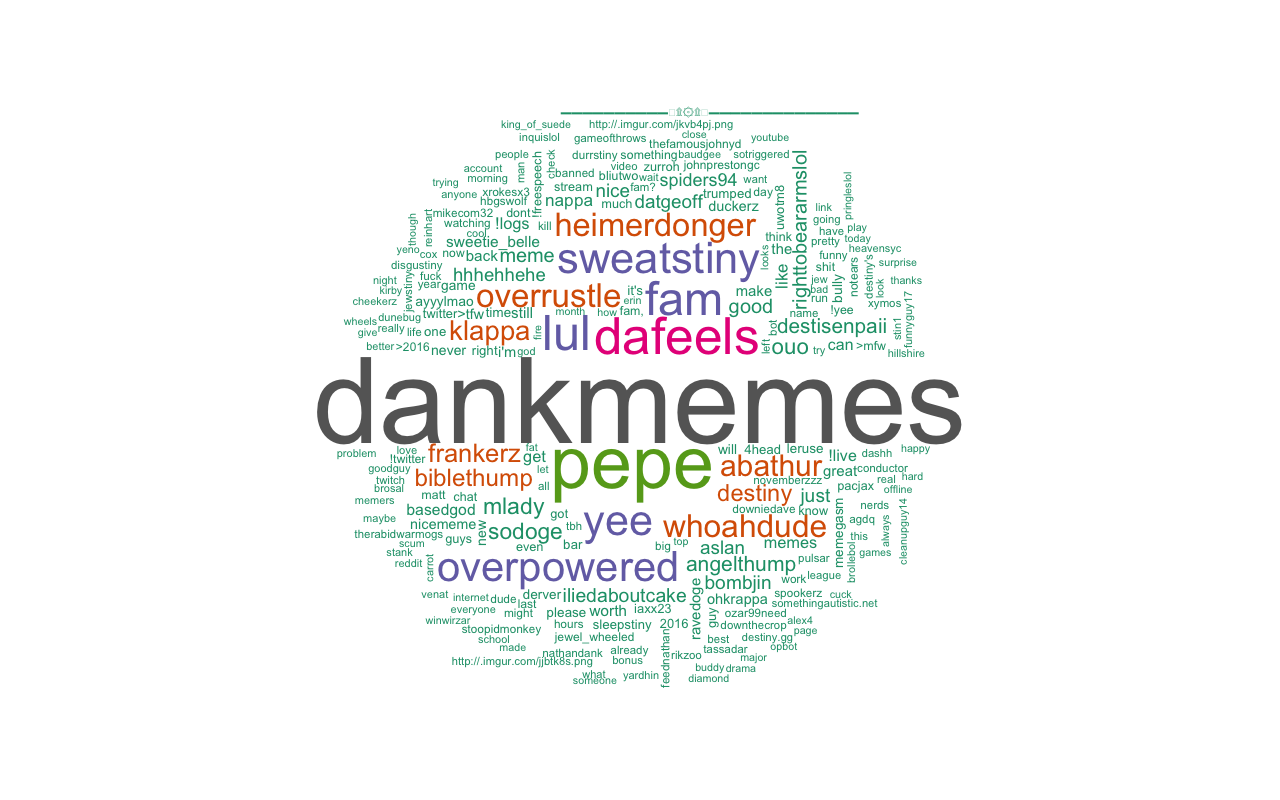 king_of_suede http://.imgur.com/jkvb4pj.png
inquislol gameofthrows close youtube
thefamousjohnyd
people check durrstiny something baudgee sotriggered
account man !freespeech banned video zurroh johnprestongc
trying morning bliutwo wait spiders94 want righttobeararmslol pringleslol
anyone xrokesx3 stream nice fam? trumped day uwotm8
hbgswolf nappa much datgeoff duckerz link
though reinhart mikecom32 dont kill going play
watching !logs heimerdonger think have today
yeno cool. sweetie_belle sweatstiny looks the pretty heavensyc
cox now back meme like funny notears destiny's surprise
disgustiny fuck hhhehhehe shit bully look
night jewstiny year game overrustle it's fam make jew thanks
kirby ayyylmao erin good bad xymos funnyguy17
cheekerz twitter >tfw timestill month how fam, name run !yee
wheels dunebug klappa fire lul dafeels left bot destisenpaii stin1
give really life one ouo try can >mfw
better >2016 never right i'm god hillshire
dankmemes
problem love frankerz fat pepe will 4head leruse !live dashh happy
!twitter get abathur great conductor
goodguy biblethump let novemberzzz real hard
twitch all destiny just pacjax offline
brosal matt chat
memers basedgod mlady got yee downiedave know nerds
maybe nicememe new sodoge tbh whoahdude memegasm agdq always cleanupguy14
therabidwarmogs guys bar big top aslan memes this
scum even brollebol games
stank overpowered angelthump pulsar
reddit carrot bombjin work league
venat internet dude derver iliedaboutcake ravedoge ohkrappa spookerz cuck
everyone last worth iaxx23 guy somethingautistic.net
winwirzar might please ozar99need alex4
stoopidmonkey hours sleepstiny 2016 downthecrop page
school jewel_wheeled feednathan best destiny.gg
made nathandank already rikzoo tassadar opbot
http://.imgur.com/jjbtk8s.png bonus major
what yardhin buddy drama
someone diamond